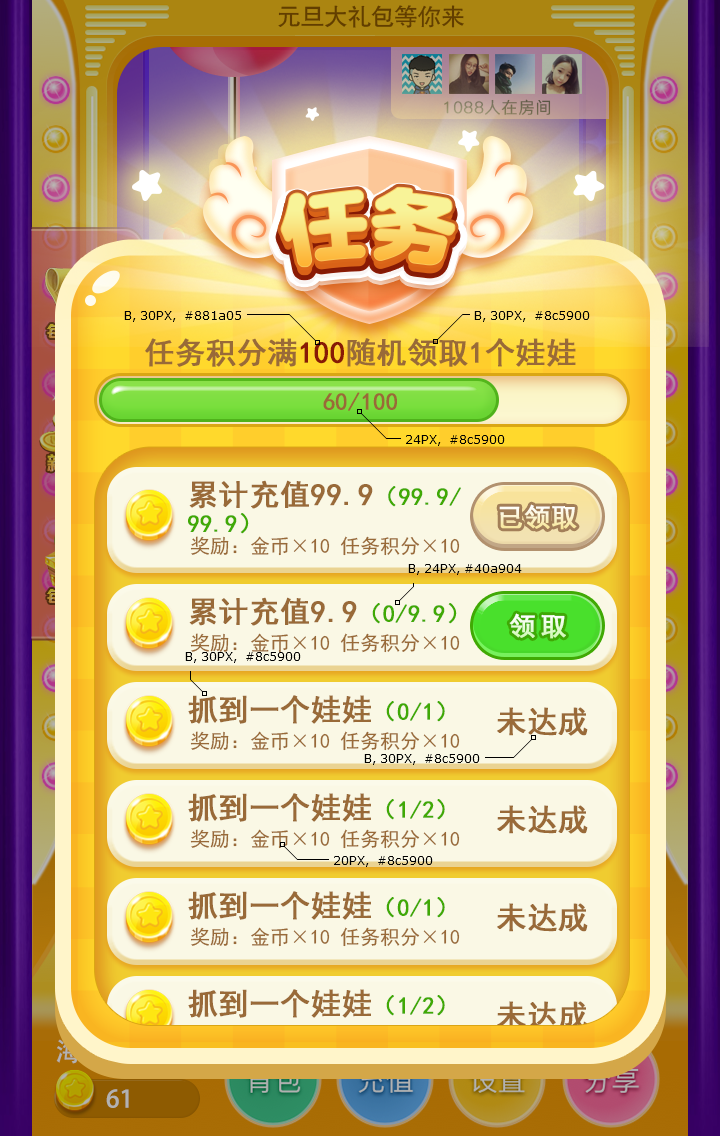 元旦大礼包等你来
1088人在房间
任务
B, 30PX, #881a05
B, 30PX, #8c5900
任务积分满100随机领取1个娃娃
60/100
24PX, #8c5900
累计充值99.9（99.9/
99.9）
奖励：金币×10 任务积分×10
已领取
B, 24PX, #40a904
累计充值9.9（0/9.9）
奖励：金币×10 任务积分×10
领取
B, 30PX, #8c5900
抓到一个娃娃（0/1）
奖励：金币×10 任务积分×10
未达成
B, 30PX, #8c5900
抓到一个娃娃（1/2）
奖励：金币×10 任务积分×10
未达成
20PX, #8c5900
抓到一个娃娃（0/1）
奖励：金币×10 任务积分×10
未达成
抓到一个娃娃（1/2）
未达成
海
61
背包
充值
设置
分享